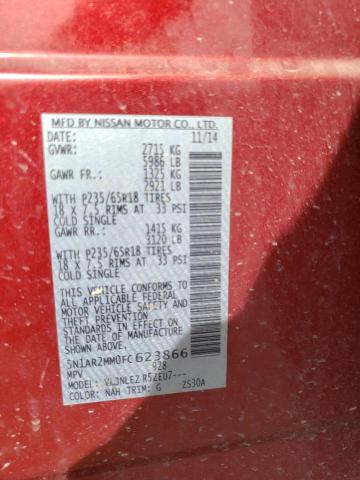 MFD BY NISSAN MOTOR CO., LTD.
DATE: 11/14
GVWR: 2715 KG
5986 LB
GAWR FR.: 1325 KG
2921 LB
WITH P235/65R18 TIRES
18 X 7.5 RIMS AT 33 PSI
COLD SINGLE
GAWR RR.: 1415 KG
3120 LB
WITH P235/65R18 TIRES
18 X 7.5 RIMS AT 33 PSI
COLD SINGLE
THIS VEHICLE CONFORMS TO
ALL APPLICABLE FEDERAL
MOTOR VEHICLE SAFETY AND
THEFT PREVENTION STANDARDS
IN EFFECT ON THE DATE OF
MANUFACTURE SHOWN ABOVE.
5N1AR2MM0FC623866
MPV 928
MODEL: R5ZEU7---
COLOR: NAH TRIM: G ZS30A